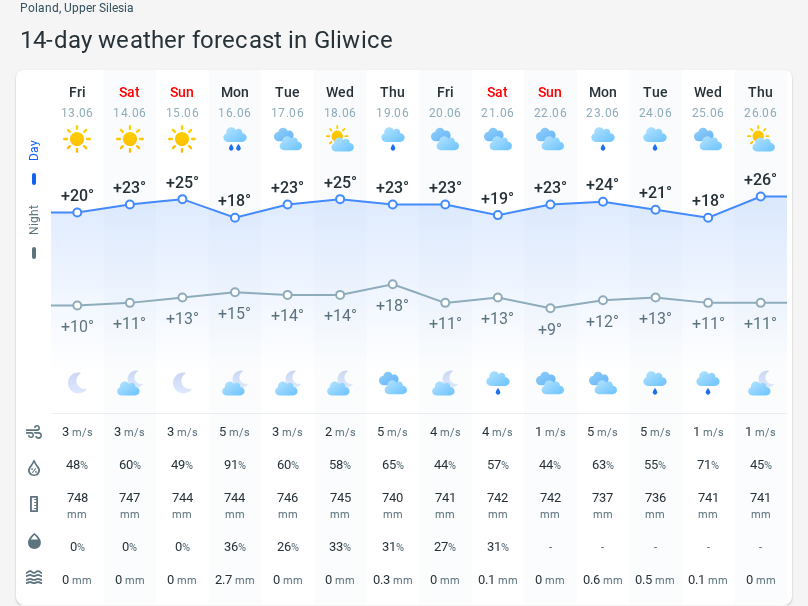 Poland, Upper Silesia
14-day weather forecast in Gliwice
Fri Sat Sun Mon Tue Wed Thu Fri Sat Sun Mon Tue Wed Thu
13.06 14.06 15.06 16.06 17.06 18.06 19.06 20.06 21.06 22.06 23.06 24.06 25.06 26.06
Day
+20° +23° +25° +18° +23° +25° +23° +23° +19° +23° +24° +21° +18° +26°
Night
+10° +11° +13° +15° +14° +14° +18° +11° +13° +9° +12° +13° +11° +11°
3 m/s 3 m/s 3 m/s 5 m/s 3 m/s 2 m/s 5 m/s 4 m/s 4 m/s 1 m/s 5 m/s 5 m/s 1 m/s 1 m/s
48% 60% 49% 91% 60% 58% 65% 44% 57% 44% 63% 55% 71% 45%
748 747 744 744 746 745 740 741 742 742 737 736 741 741
mm mm mm mm mm mm mm mm mm mm mm mm mm mm
0% 0% 0% 36% 26% 33% 31% 27% 31% - - - - -
0 mm 0 mm 0 mm 2.7 mm 0 mm 0 mm 0.3 mm 0 mm 0.1 mm 0 mm 0.6 mm 0.5 mm 0.1 mm 0 mm